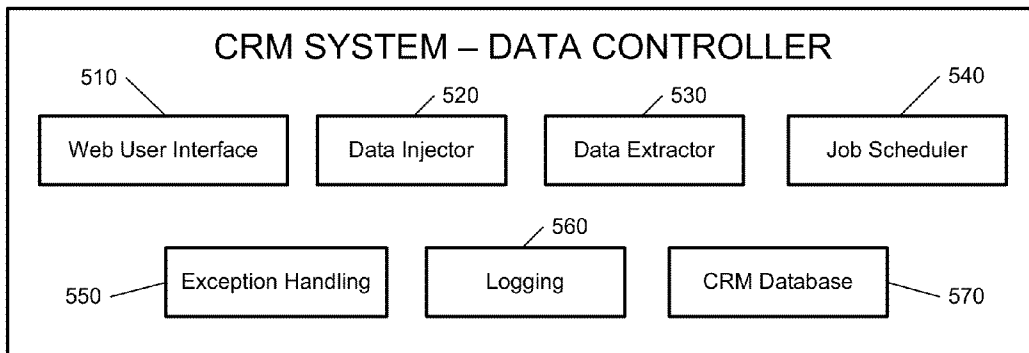 CRM SYSTEM – DATA CONTROLLER
510
520
530
540
Web User Interface
Data Injector
Data Extractor
Job Scheduler
560
550
Exception Handling
Logging
CRM Database
570